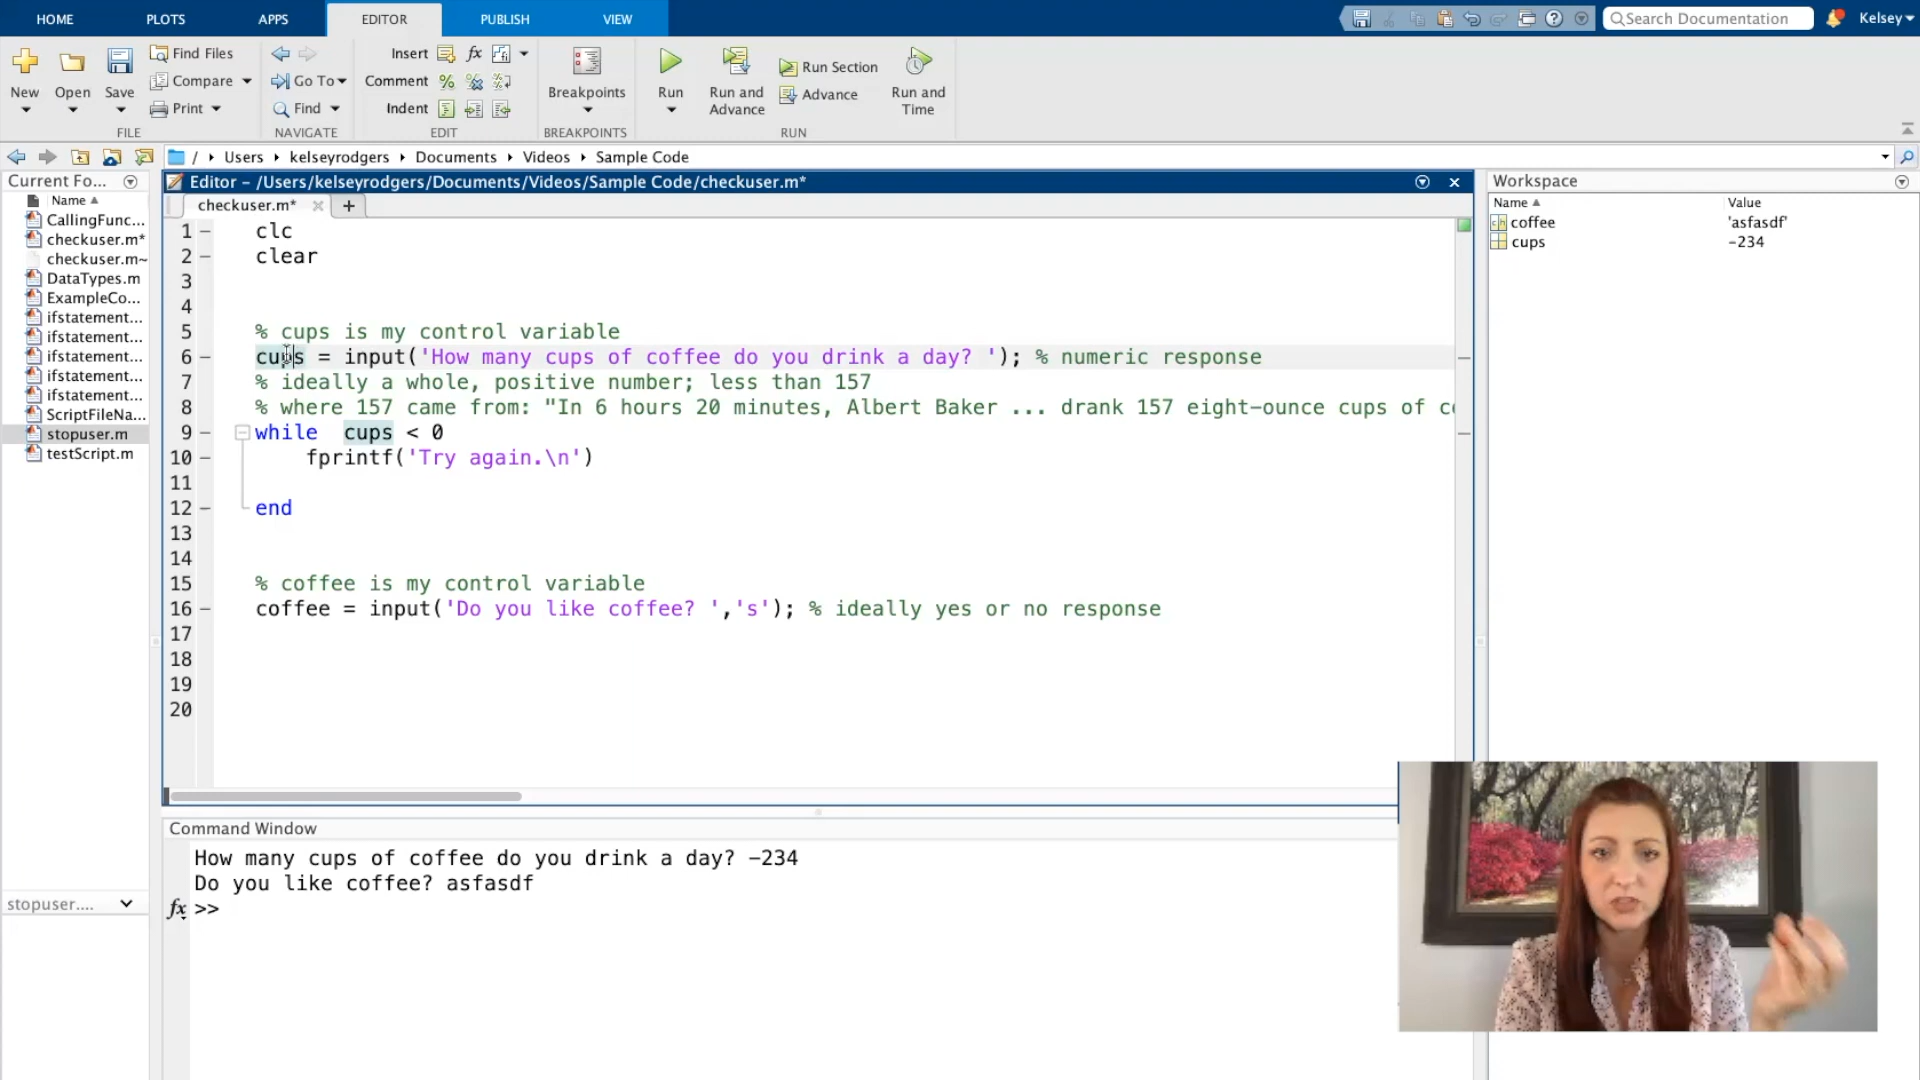 HOME PLOTS APPS EDITOR PUBLISH VIEW Search Documentation Kelsey
New Open Save Find Files Compare Print FILE
Go To Find NAVIGATE
Insert fx Comment Indent EDIT
Breakpoints BREAKPOINTS
Run Run and Advance Run Section Advance Run and Time RUN
/ Users kelseyrodgers Documents Videos Sample Code
Current Fo...
Name
CallingFunc...
checkuser.m*
checkuser.m~
DataTypes.m
ExampleCo...
ifstatement...
ifstatement...
ifstatement...
ifstatement...
ifstatement...
ScriptFileNa...
stopuser.m
testScript.m
stopuser....
Editor – /Users/kelseyrodgers/Documents/Videos/Sample Code/checkuser.m*
checkuser.m* +
1 – clc
2 – clear
3
4
5 % cups is my control variable
6 – cups = input('How many cups of coffee do you drink a day? '); % numeric response
7 % ideally a whole, positive number; less than 157
8 % where 157 came from: "In 6 hours 20 minutes, Albert Baker ... drank 157 eight-ounce cups of
9 – while cups < 0
10 – fprintf('Try again.\n')
11
12 – end
13
14
15 % coffee is my control variable
16 – coffee = input('Do you like coffee? ','s'); % ideally yes or no response
17
18
19
20
Workspace
Name Value
coffee 'asfasdf'
cups -234
Command Window
How many cups of coffee do you drink a day? -234
Do you like coffee? asfasdf
fx >>